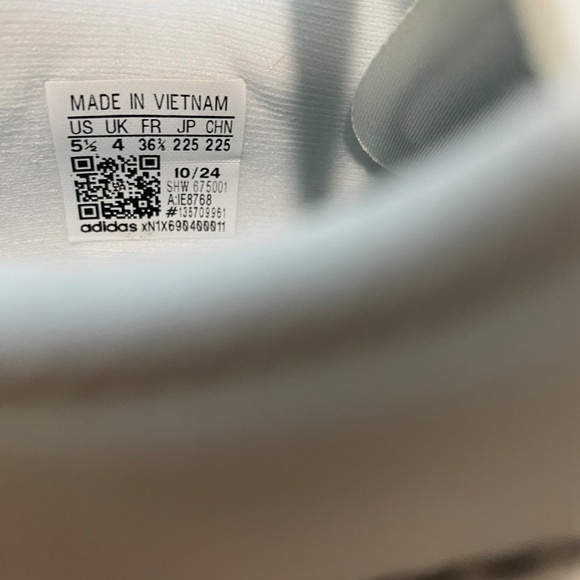 MADE IN VIETNAM
US UK FR JP CHN
5½ 4 36⅔ 225 225
10/24
SHW 675001
A:IE8768
#135709961
adidas xN1X690400011